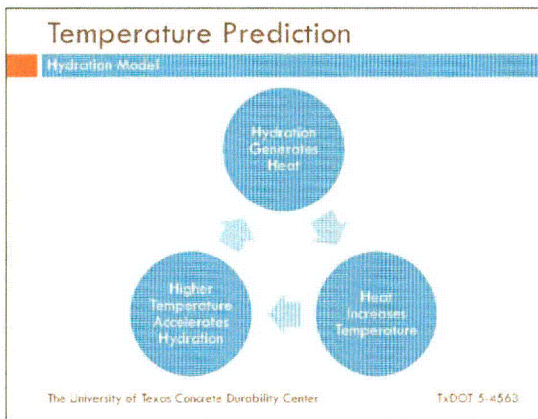 Temperature Prediction
Hydration Model
Hydration
Generates
Heat
Heat
Increases
Temperature
Higher
Temperature
Accelerates
Hydration
The University of Texas Concrete Durability Center
TxDOT 5-4563